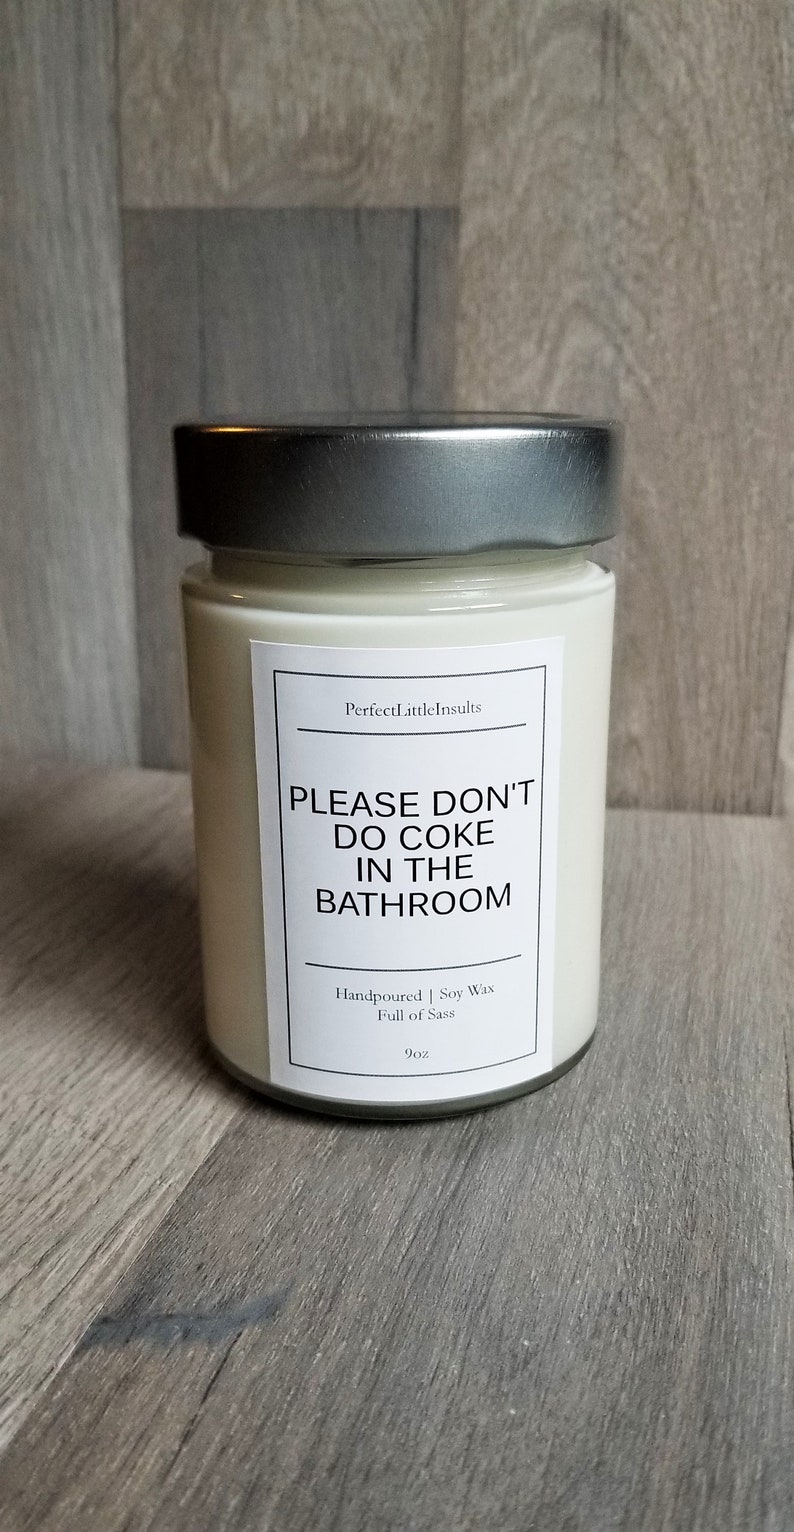 PerfectLittleInsults
PLEASE DON'T
DO COKE
IN THE
BATHROOM
Handpoured | Soy Wax
Full of Sass
9oz